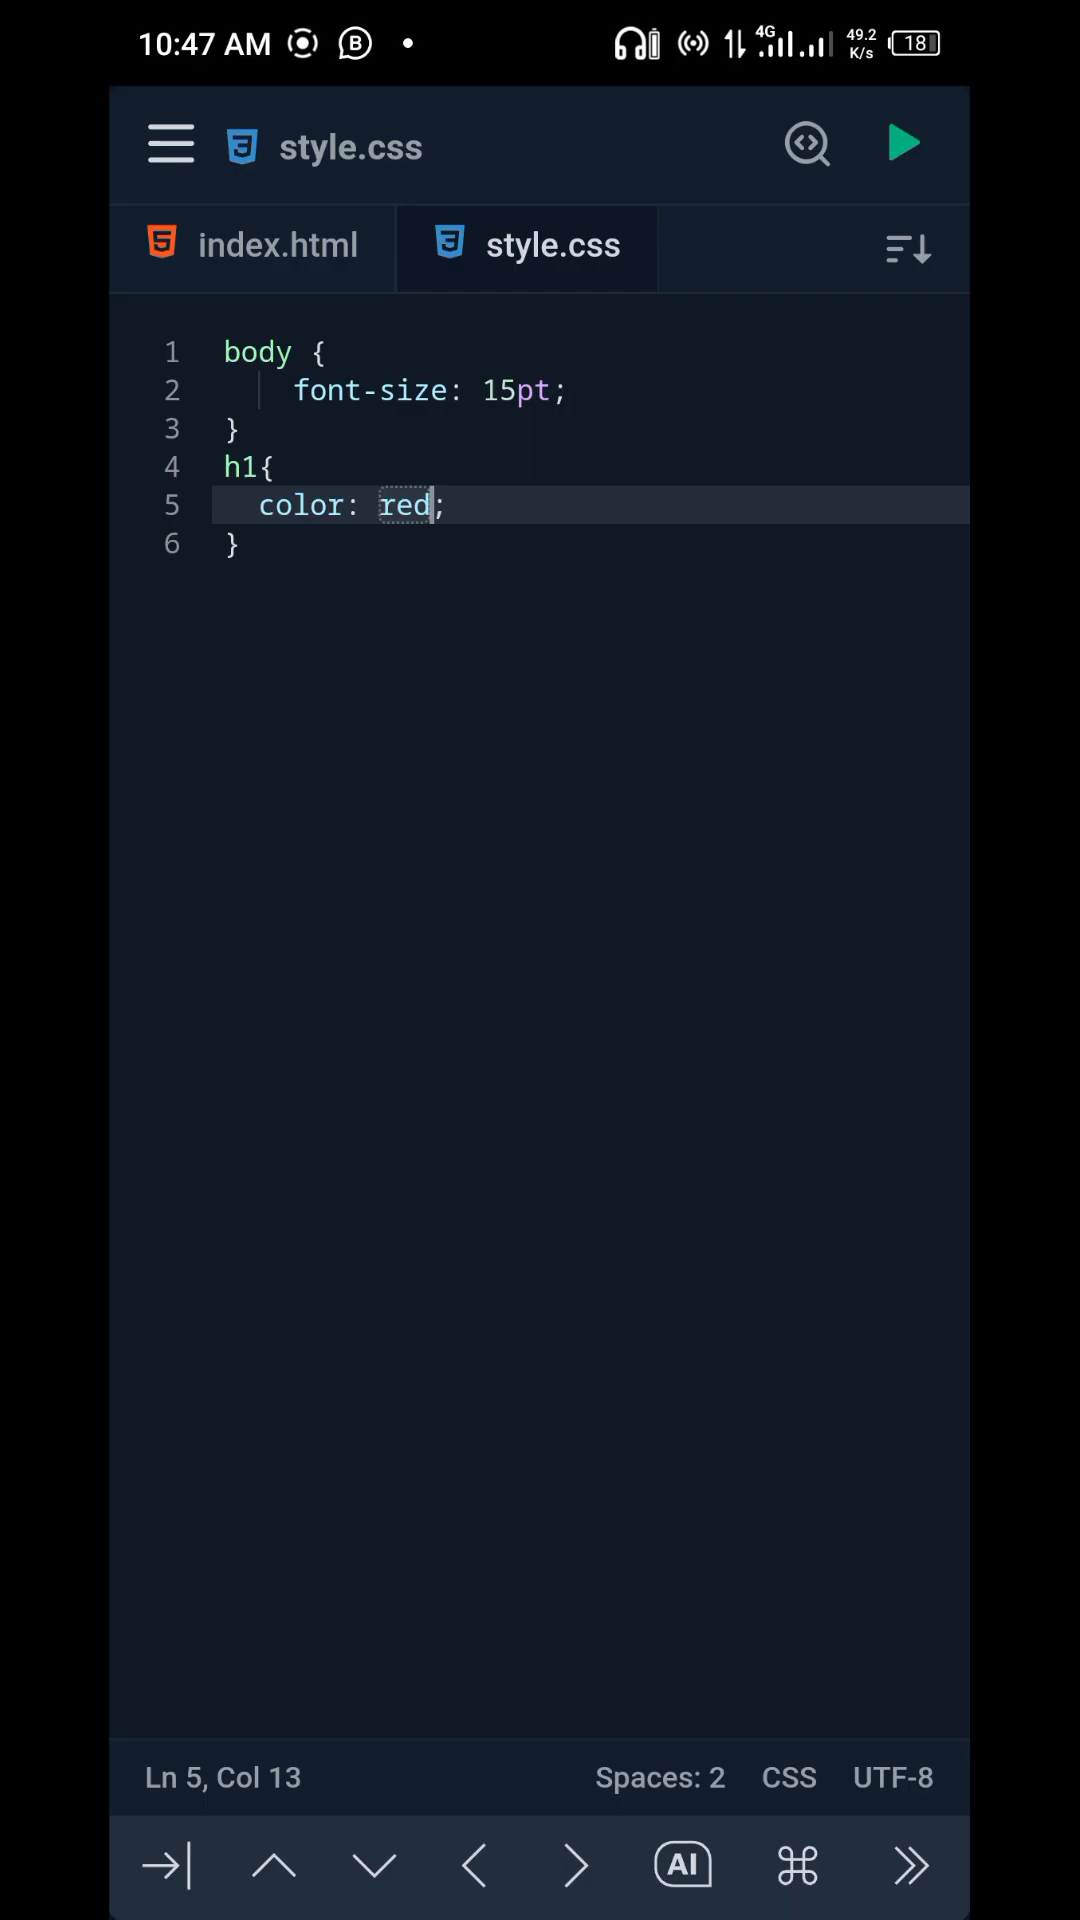 10:47 AM B 4G 49.2 K/s 18
style.css
index.html style.css
1 body {
2 font-size: 15pt;
3 }
4 h1{
5 color: red;
6 }
Ln 5, Col 13 Spaces: 2 CSS UTF-8
AI